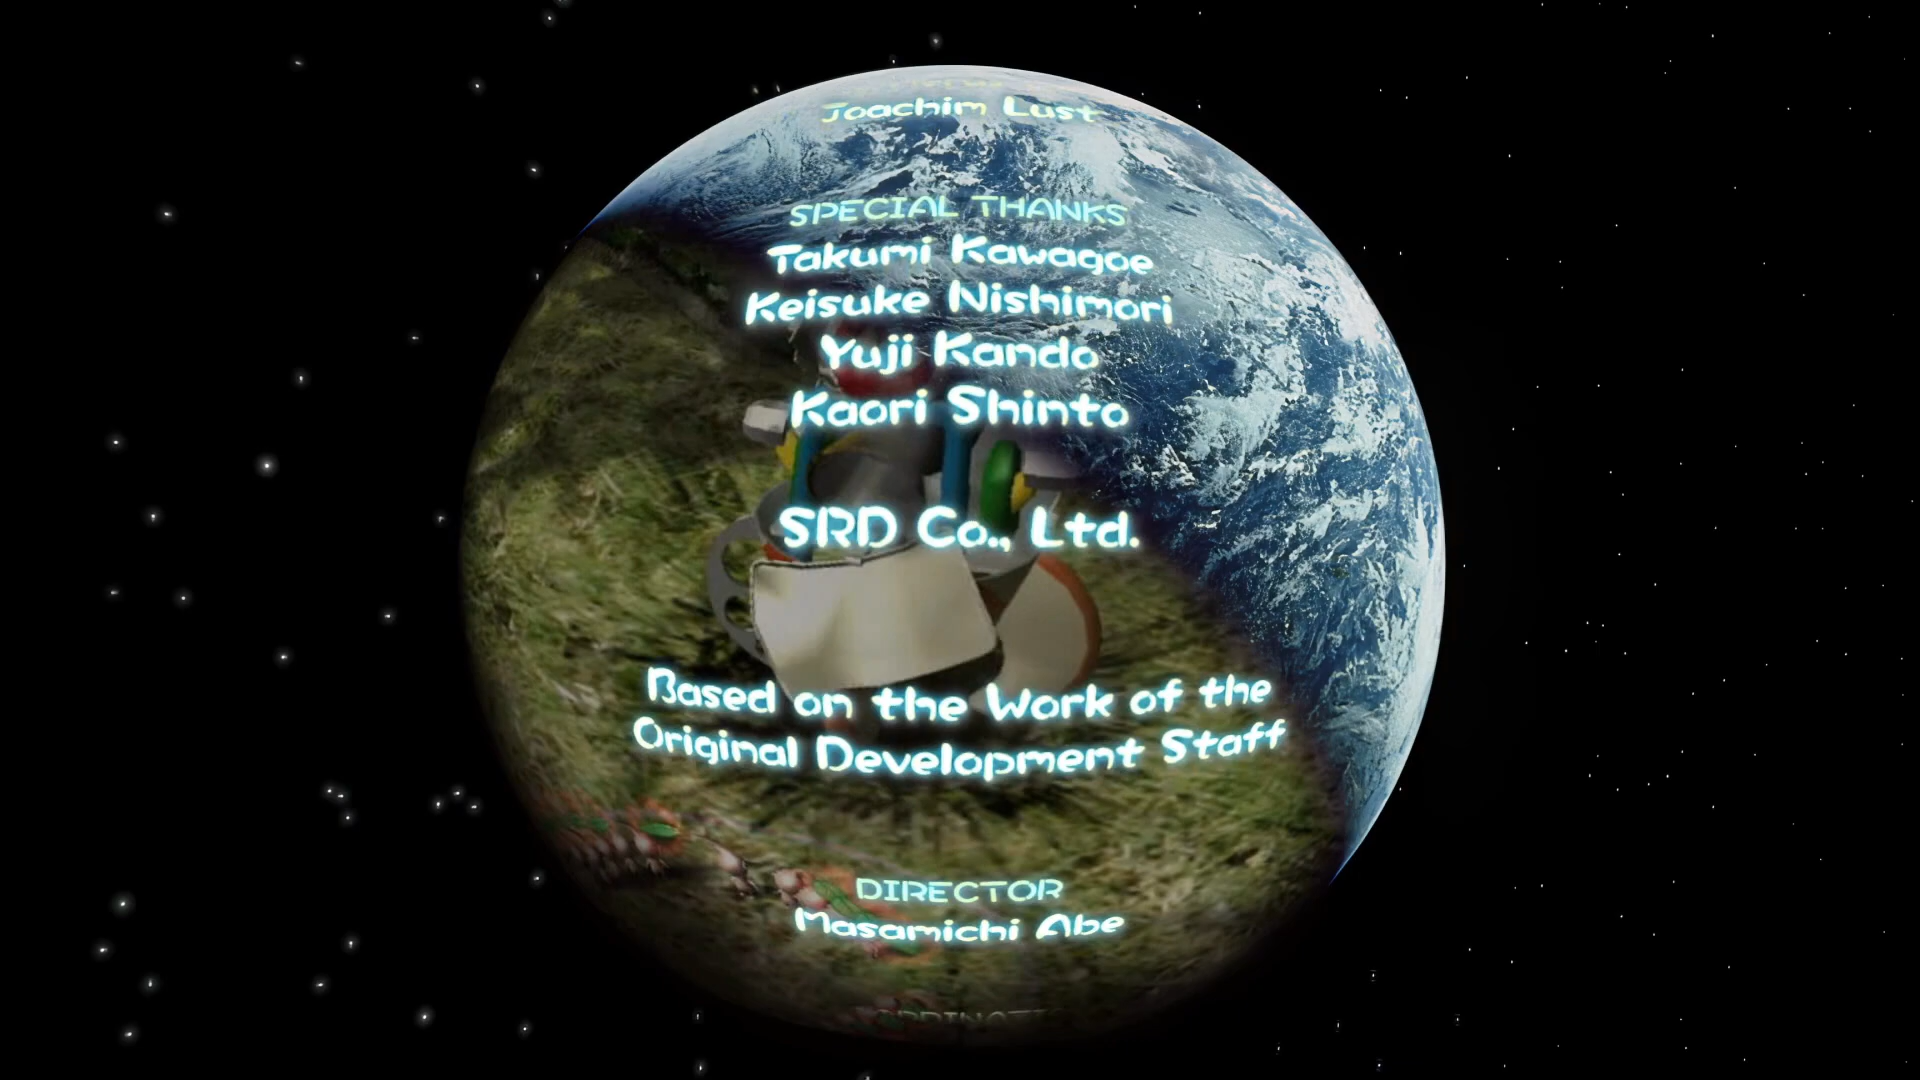 Joachim Lust
SPECIAL THANKS
Takumi Kawagoe
Keisuke Nishimori
Yuji Kando
Kaori Shinto
SRD Co., Ltd.
Based on the Work of the
Original Development Staff
DIRECTOR
Masamichi Abe